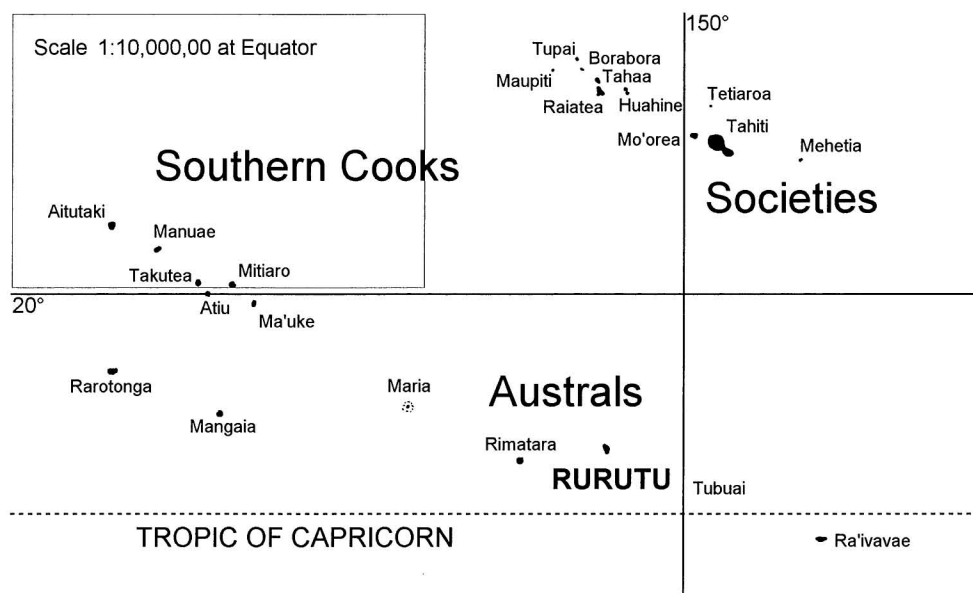 150°
Scale 1:10,000,00 at Equator
Tupai
Borabora
Maupiti
Tahaa
Raiatea
Huahine
Tetiaroa
Tahiti
Mo'orea
Mehetia
Southern Cooks
Societies
Aitutaki
Manuae
Takutea
Mitiaro
20°
Atiu
Ma'uke
Rarotonga
Maria
Australs
Mangaia
Rimatara
RURUTU
Tubuai
TROPIC OF CAPRICORN
Ra'ivavae